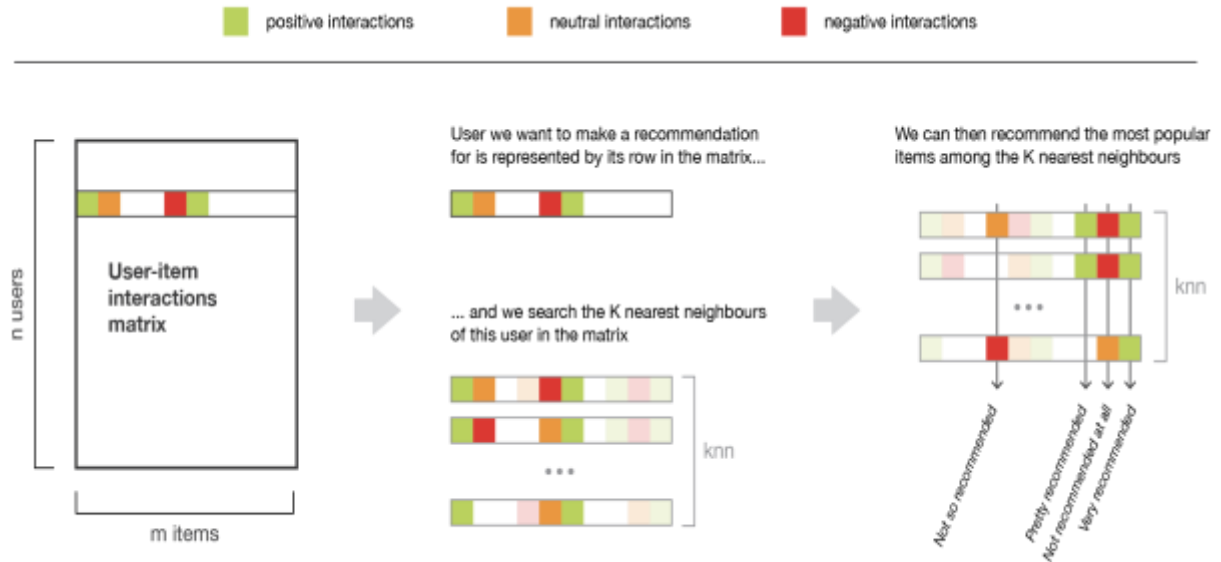 positive interactions
neutral interactions
negative interactions
n users
User-item
interactions
matrix
m items
User we want to make a recommendation
for is represented by its row in the matrix...
... and we search the K nearest neighbours
of this user in the matrix
knn
We can then recommend the most popular
items among the K nearest neighbours
knn
Not so recommended
Pretty recommended
Not recommended at all
Very recommended